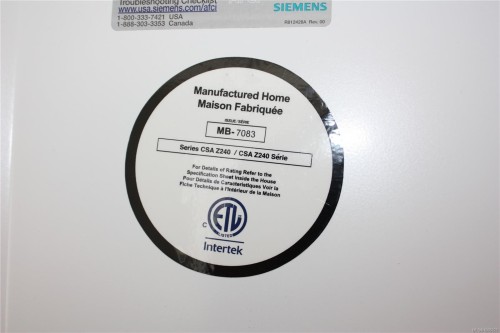 Troubleshooting Checklist
www.usa.siemens.com/afci
1-800-333-7421 USA
1-888-303-3353 Canada
SIEMENS
Manufactured Home
Maison Fabriquée
ISSUE / SÉRIE
MB-7083
Series CSA Z240 / CSA Z240 Série
For Details of Rating Refer to the
Specification Sheet Inside the House
Pour Détails de Caractéristiques Voir la
Fiche Technique à l'Intérieur de la Maison
C ETL
LISTED
Intertek